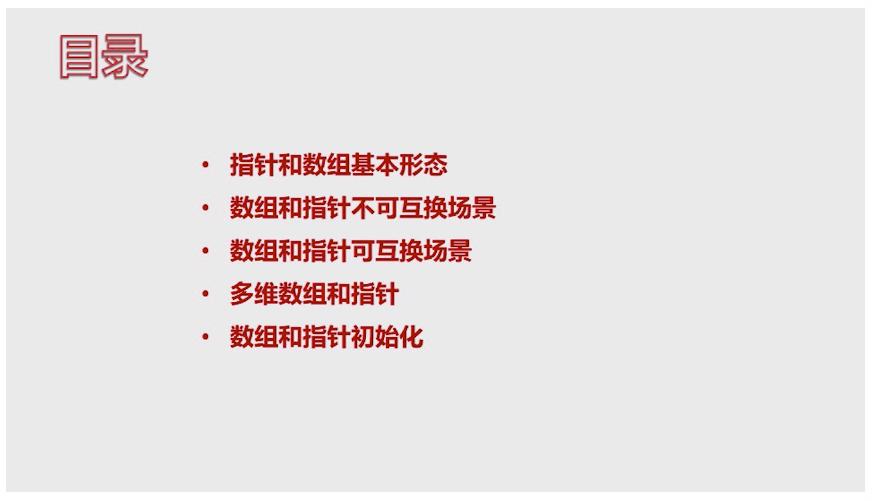 目录
• 指针和数组基本形态
• 数组和指针不可互换场景
• 数组和指针可互换场景
• 多维数组和指针
• 数组和指针初始化